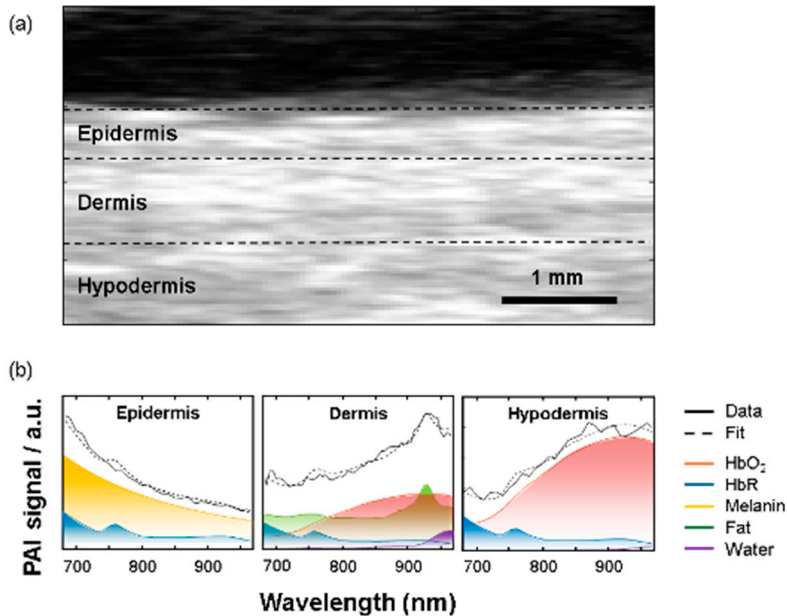 (a)
Epidermis
Dermis
Hypodermis
1 mm
(b)
Epidermis
Dermis
Hypodermis
PAI signal / a.u.
700 800 900
700 800 900
700 800 900
Wavelength (nm)
Data
Fit
HbO₂
HbR
Melanin
Fat
Water